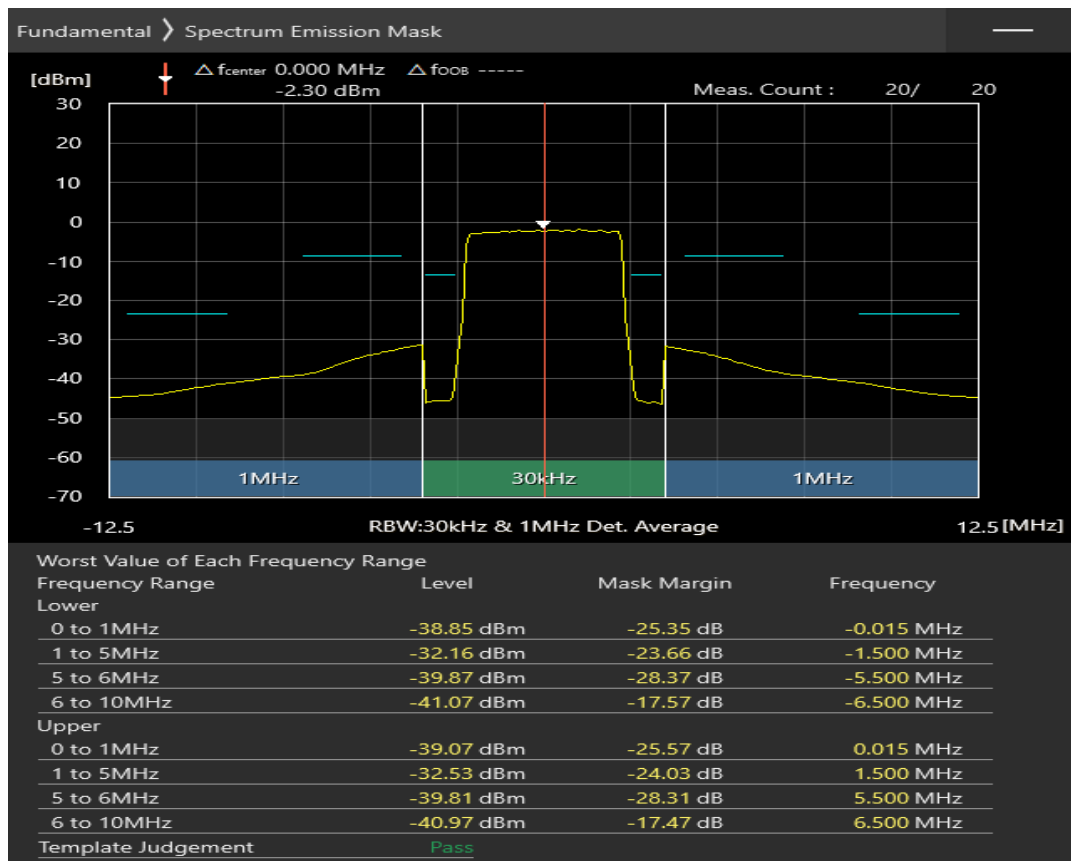 Fundamental 》 Spectrum Emission Mask
[dBm] △ fcenter 0.000 MHz △ fOOB -----
-2.30 dBm Meas. Count : 20/ 20
30
20
10
0
-10
-20
-30
-40
-50
-60
-70
1MHz 30kHz 1MHz
-12.5 RBW:30kHz & 1MHz Det. Average 12.5 [MHz]
Worst Value of Each Frequency Range
Frequency Range Level Mask Margin Frequency
Lower
0 to 1MHz -38.85 dBm -25.35 dB -0.015 MHz
1 to 5MHz -32.16 dBm -23.66 dB -1.500 MHz
5 to 6MHz -39.87 dBm -28.37 dB -5.500 MHz
6 to 10MHz -41.07 dBm -17.57 dB -6.500 MHz
Upper
0 to 1MHz -39.07 dBm -25.57 dB 0.015 MHz
1 to 5MHz -32.53 dBm -24.03 dB 1.500 MHz
5 to 6MHz -39.81 dBm -28.31 dB 5.500 MHz
6 to 10MHz -40.97 dBm -17.47 dB 6.500 MHz
Template Judgement Pass